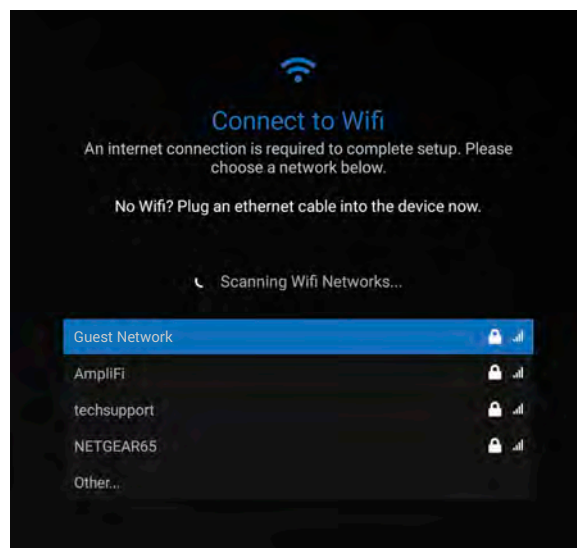 Connect to Wifi
An internet connection is required to complete setup. Please
choose a network below.
No Wifi? Plug an ethernet cable into the device now.
Scanning Wifi Networks...
Guest Network
AmpliFi
techsupport
NETGEAR65
Other...